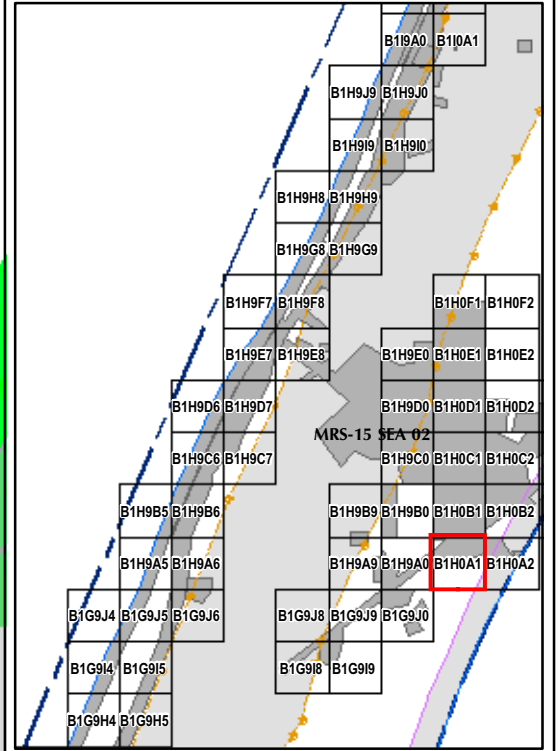 B1I9A0 B1I0A1
B1H9J9 B1H9J0
B1H9I9 B1H9I0
B1H9H8 B1H9H9
B1H9G8 B1H9G9
B1H9F7 B1H9F8 B1H0F1 B1H0F2
B1H9E7 B1H9E8 B1H9E0 B1H0E1 B1H0E2
B1H9D6 B1H9D7 B1H9D0 B1H0D1 B1H0D2
MRS-15 SEA 02
B1H9C6 B1H9C7 B1H9C0 B1H0C1 B1H0C2
B1H9B5 B1H9B6 B1H9B9 B1H9B0 B1H0B1 B1H0B2
B1H9A5 B1H9A6 B1H9A9 B1H9A0 B1H0A1 B1H0A2
B1G9J4 B1G9J5 B1G9J6 B1G9J8 B1G9J9 B1G9J0
B1G9I4 B1G9I5 B1G9I8 B1G9I9
B1G9H4 B1G9H5